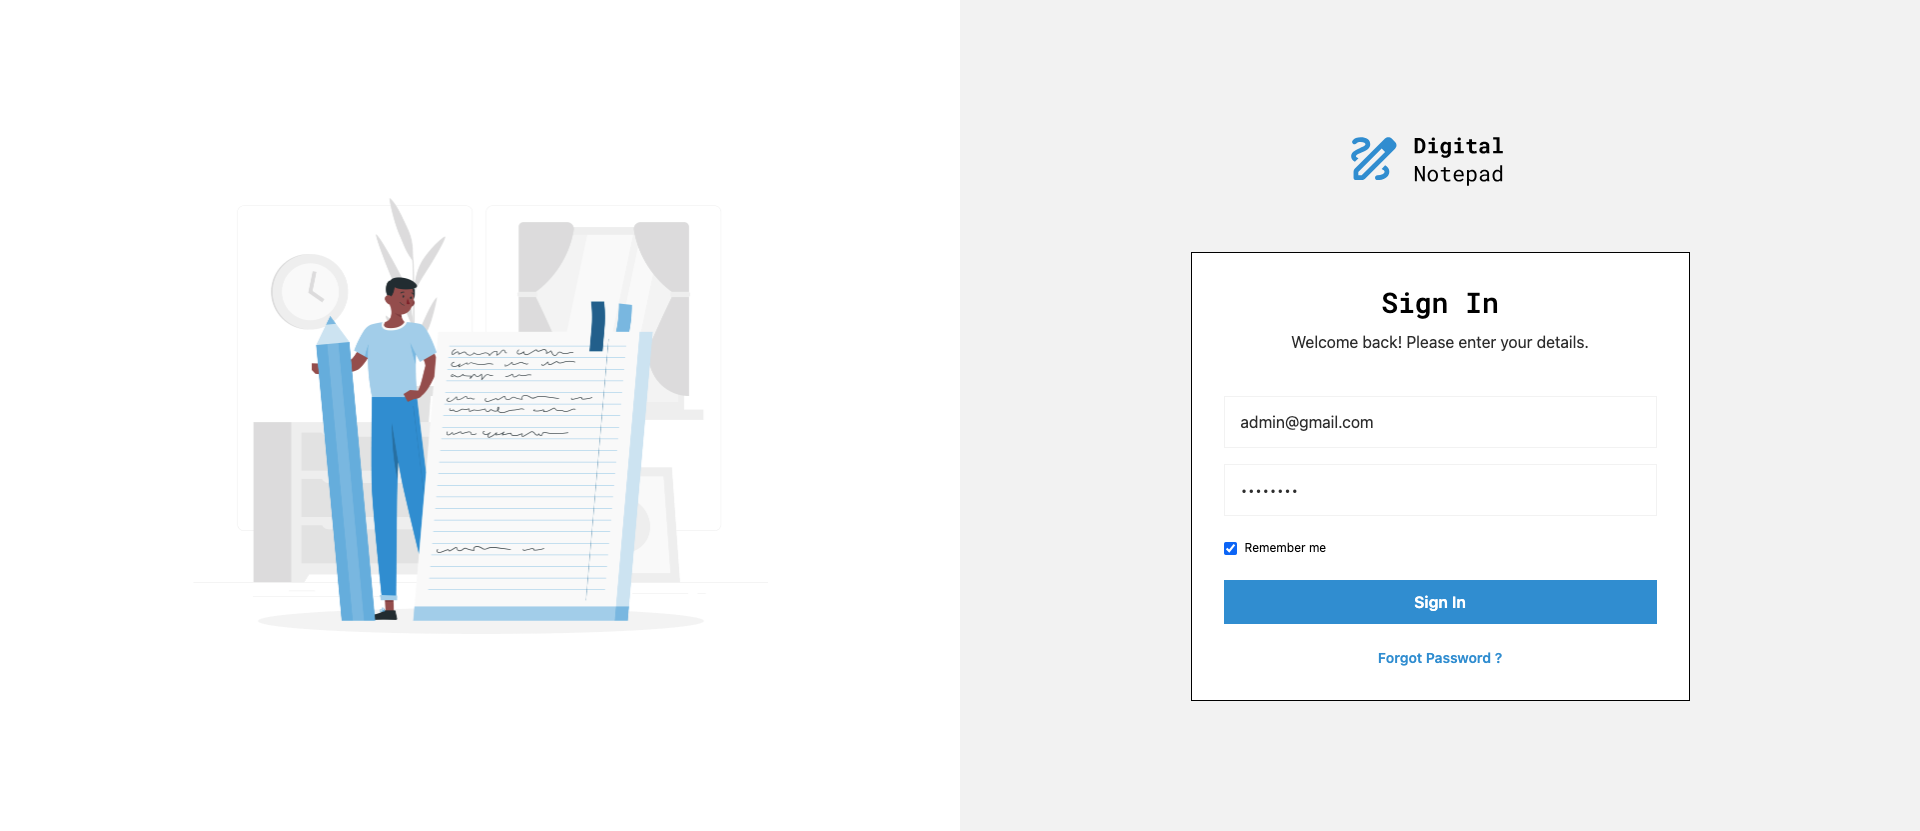 Digital
Notepad
Sign In
Welcome back! Please enter your details.
admin@gmail.com
••••••••
Remember me
Sign In
Forgot Password ?